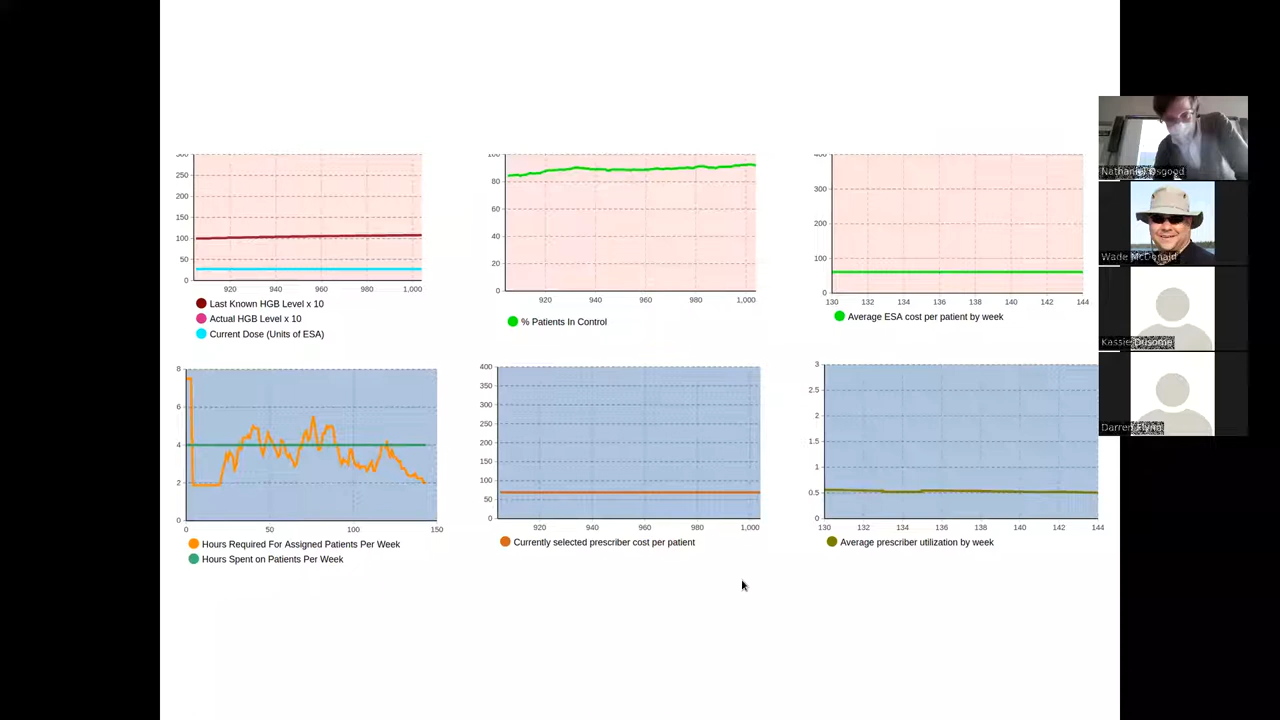 300
250
200
150
100
50
0
920 940 960 980 1,000
Last Known HGB Level x 10
Actual HGB Level x 10
Current Dose (Units of ESA)
100
80
60
40
20
0
920 940 960 980 1,000
% Patients In Control
400
300
200
100
0
130 132 134 136 138 140 142 144
Average ESA cost per patient by week
8
6
4
2
0
0 50 100 150
Hours Required For Assigned Patients Per Week
Hours Spent on Patients Per Week
400
350
300
250
200
150
100
50
0
920 940 960 980 1,000
Currently selected prescriber cost per patient
3
2.5
2
1.5
1
0.5
0
130 132 134 136 138 140 142 144
Average prescriber utilization by week
Nathaniel Osgood
Wade McDonald
Kassie Dusome
Darren Flynn